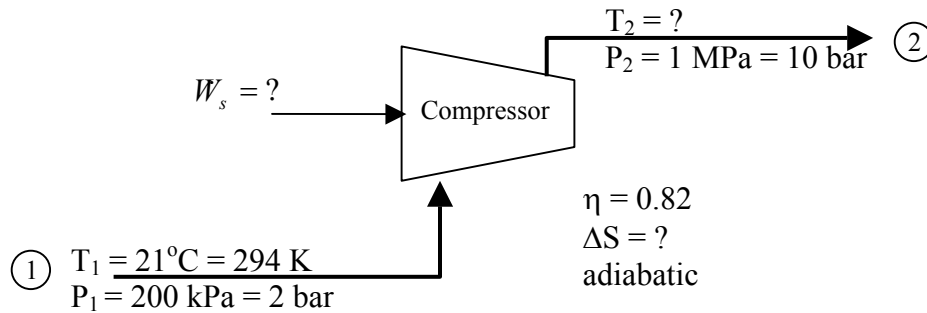 T₂ = ?
P₂ = 1 MPa = 10 bar
2
Ẇₛ = ?
Compressor
η = 0.82
ΔS = ?
adiabatic
1
T₁ = 21°C = 294 K
P₁ = 200 kPa = 2 bar